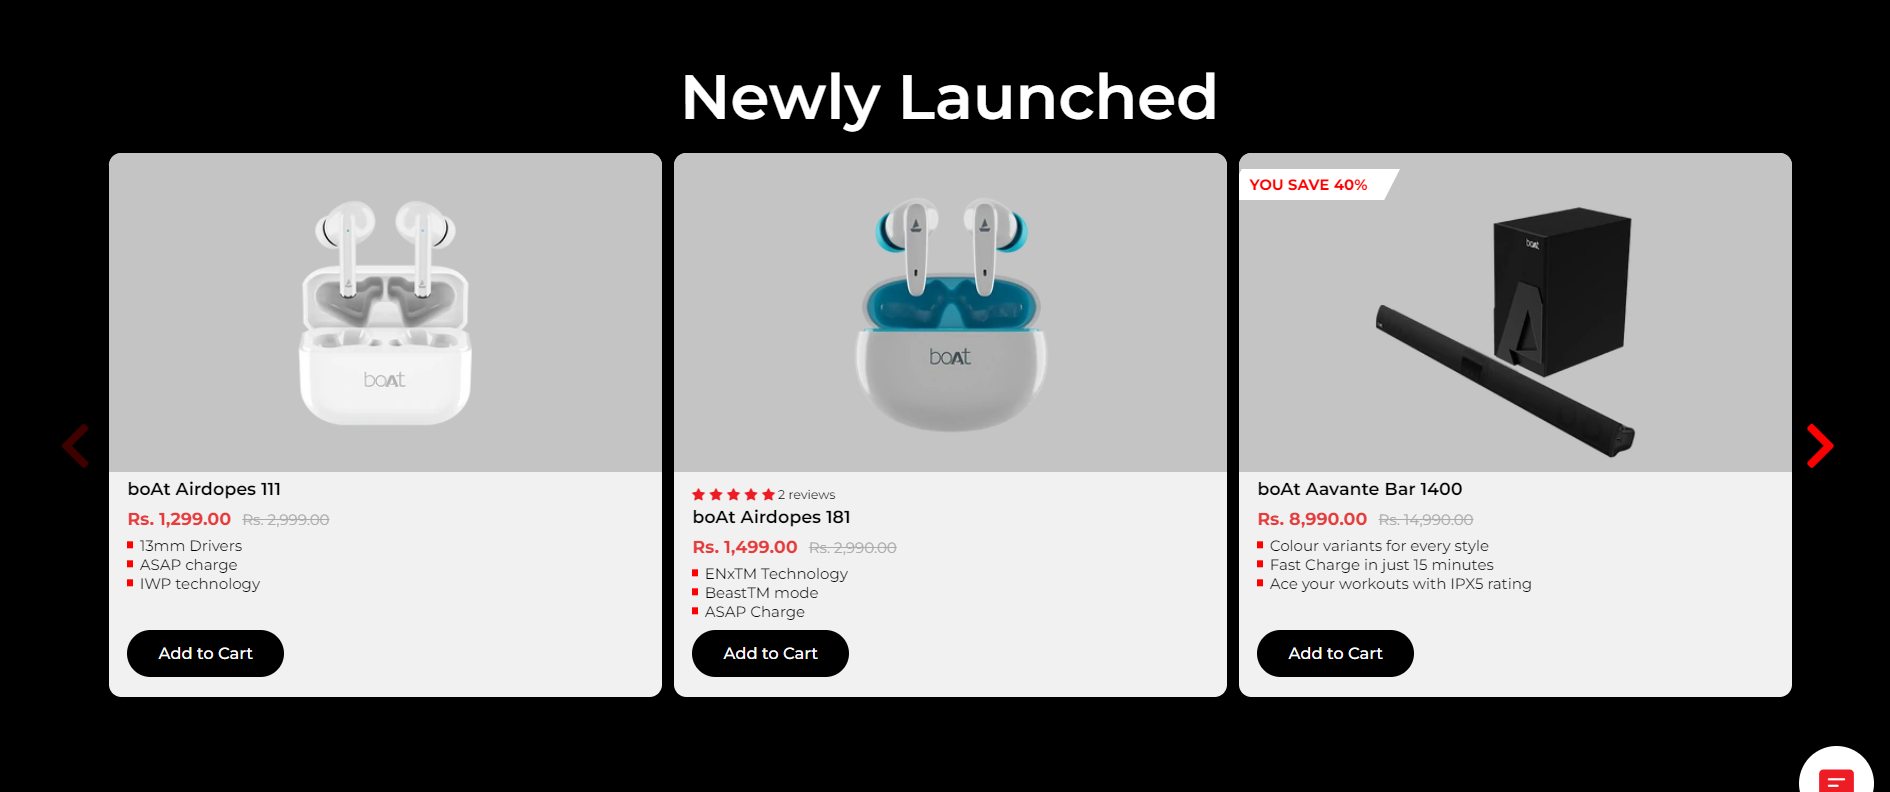 Newly Launched
boAt
boAt Airdopes 111
Rs. 1,299.00 Rs. 2,999.00
13mm Drivers
ASAP charge
IWP technology
Add to Cart
boAt
2 reviews
boAt Airdopes 181
Rs. 1,499.00 Rs. 2,990.00
ENxTM Technology
BeastTM mode
ASAP Charge
Add to Cart
YOU SAVE 40%
boAt
boAt Aavante Bar 1400
Rs. 8,990.00 Rs. 14,990.00
Colour variants for every style
Fast Charge in just 15 minutes
Ace your workouts with IPX5 rating
Add to Cart